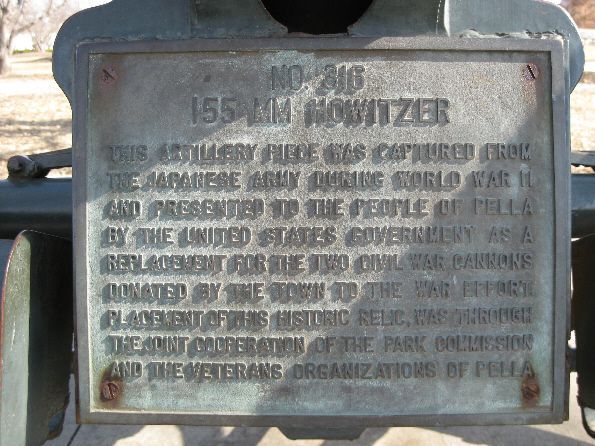 NO. 316
155 MM HOWITZER
THIS ARTILLERY PIECE WAS CAPTURED FROM
THE JAPANESE ARMY DURING WORLD WAR II
AND PRESENTED TO THE PEOPLE OF PELLA
BY THE UNITED STATES GOVERNMENT AS A
REPLACEMENT FOR THE TWO CIVIL WAR CANNONS
DONATED BY THE TOWN TO THE WAR EFFORT.
PLACEMENT OF THIS HISTORIC RELIC, WAS THROUGH
THE JOINT COOPERATION OF THE PARK COMMISSION
AND THE VETERANS ORGANIZATIONS OF PELLA